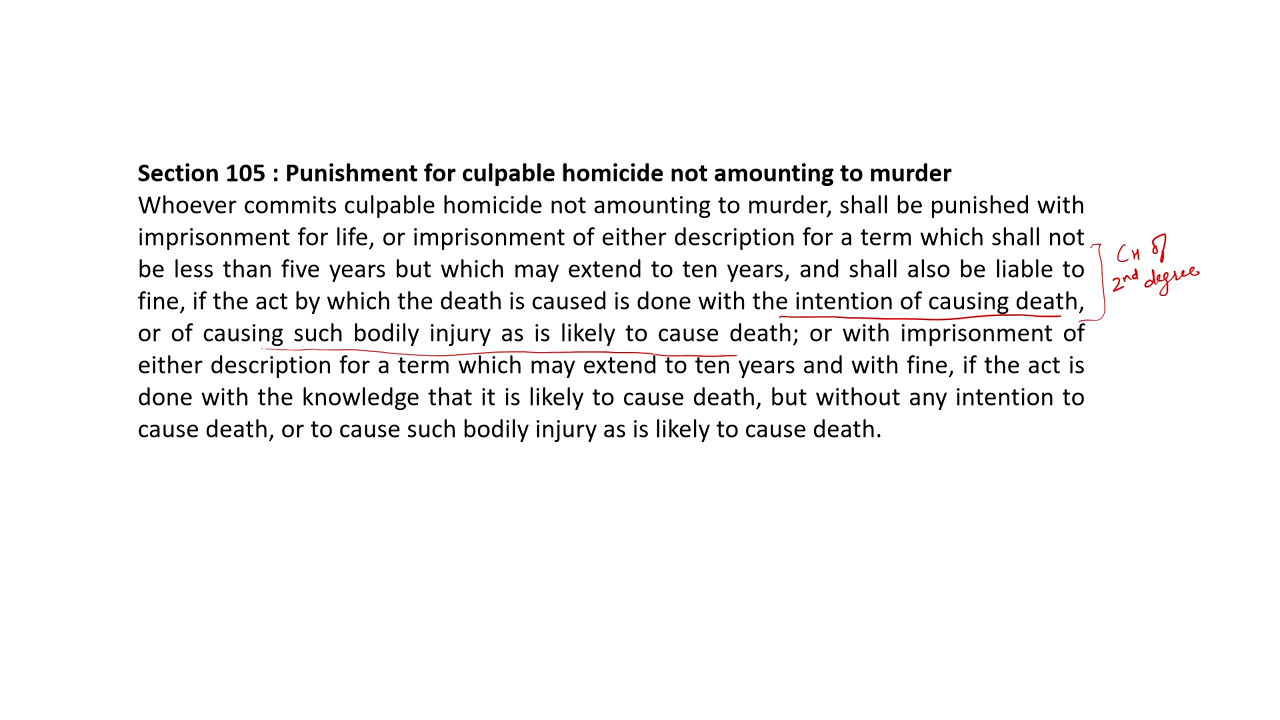 Section 105 : Punishment for culpable homicide not amounting to murder
Whoever commits culpable homicide not amounting to murder, shall be punished with
imprisonment for life, or imprisonment of either description for a term which shall not
be less than five years but which may extend to ten years, and shall also be liable to
fine, if the act by which the death is caused is done with the intention of causing death,
or of causing such bodily injury as is likely to cause death; or with imprisonment of
either description for a term which may extend to ten years and with fine, if the act is
done with the knowledge that it is likely to cause death, but without any intention to
cause death, or to cause such bodily injury as is likely to cause death.
CH of
2nd degree